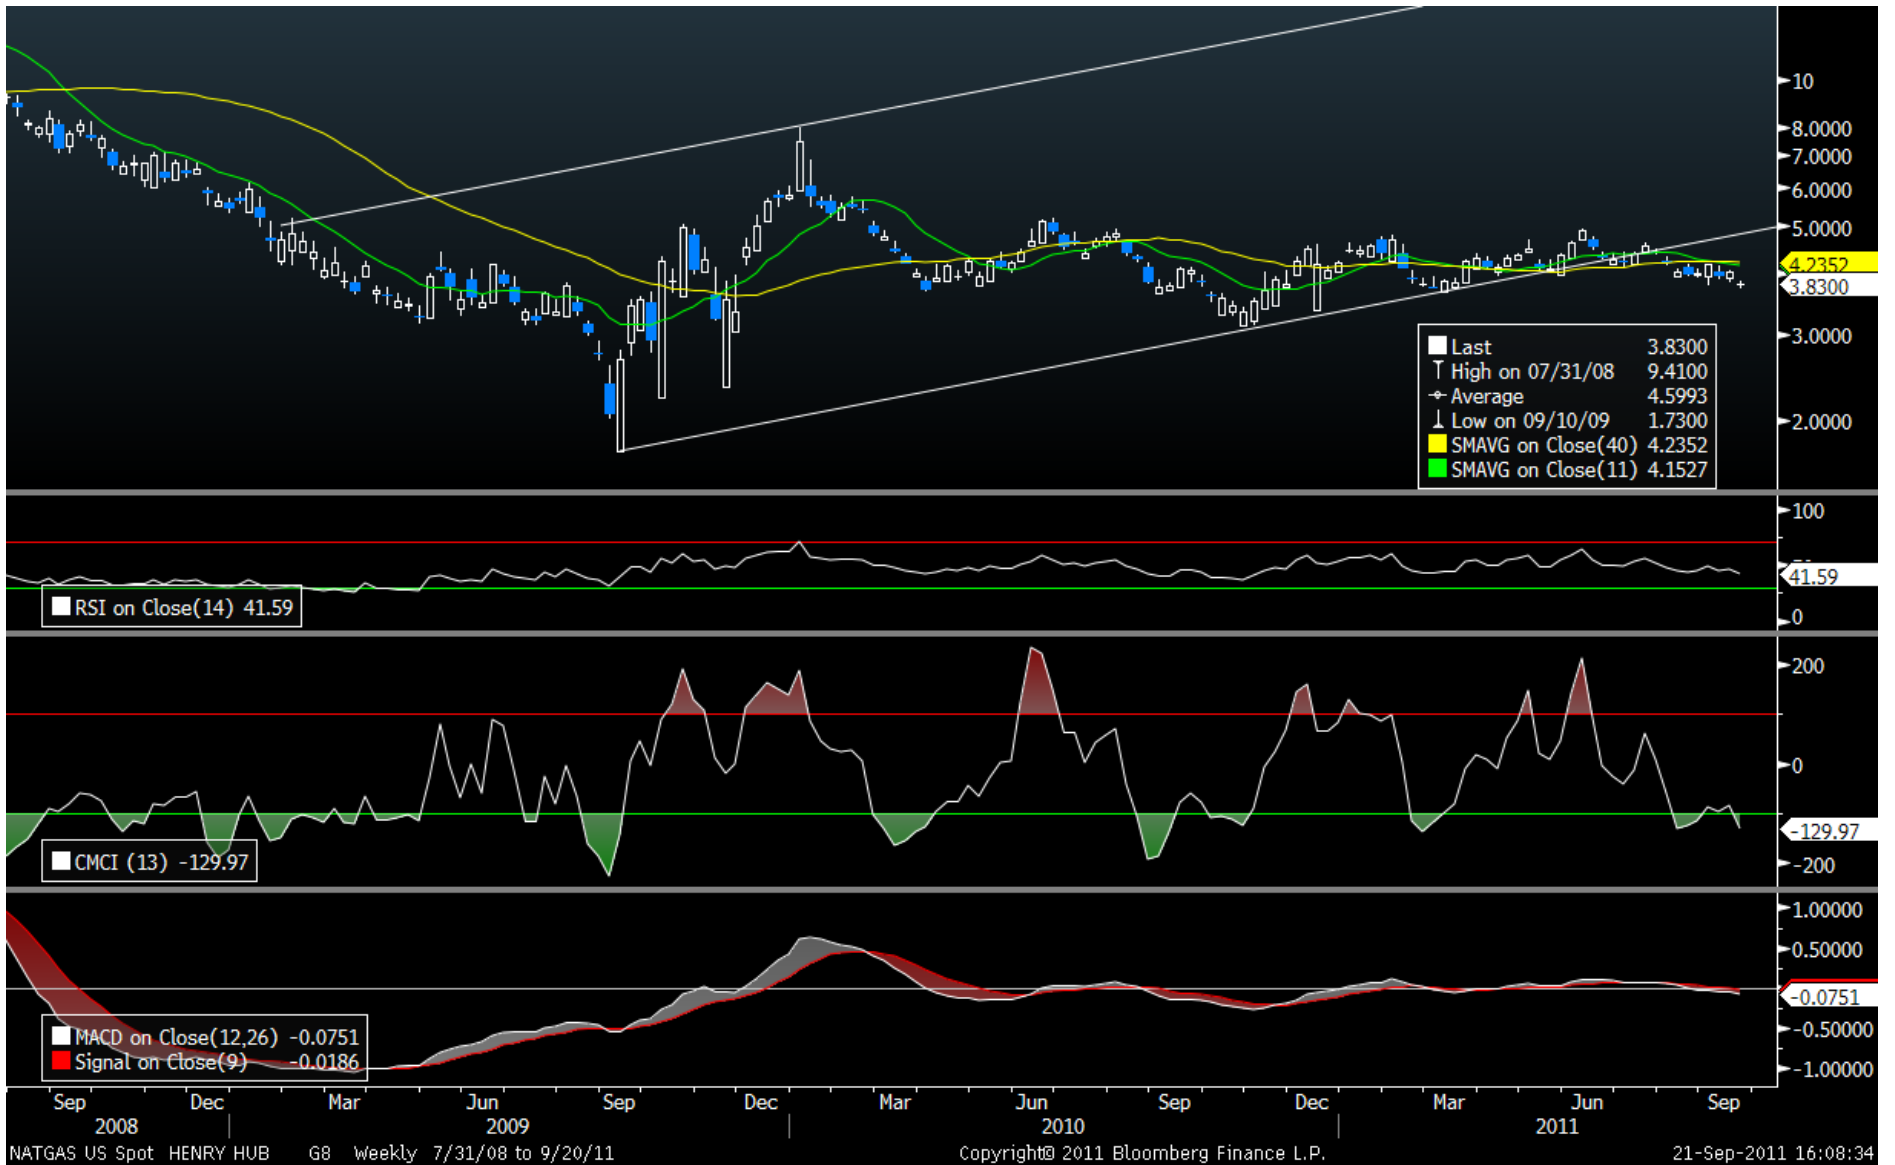 10
8.0000
7.0000
6.0000
5.0000
4.2352
3.8300
3.0000
2.0000
Last 3.8300
High on 07/31/08 9.4100
Average 4.5993
Low on 09/10/09 1.7300
SMAVG on Close(40) 4.2352
SMAVG on Close(11) 4.1527
100
41.59
0
RSI on Close(14) 41.59
200
0
-129.97
-200
CMCI (13) -129.97
1.00000
0.50000
-0.0751
-0.50000
-1.00000
MACD on Close(12,26) -0.0751
Signal on Close(9) -0.0186
Sep Dec Mar Jun Sep Dec Mar Jun Sep Dec Mar Jun Sep
2008 2009 2010 2011
NATGAS US Spot HENRY HUB G8 Weekly 7/31/08 to 9/20/11 Copyright© 2011 Bloomberg Finance L.P. 21-Sep-2011 16:08:34